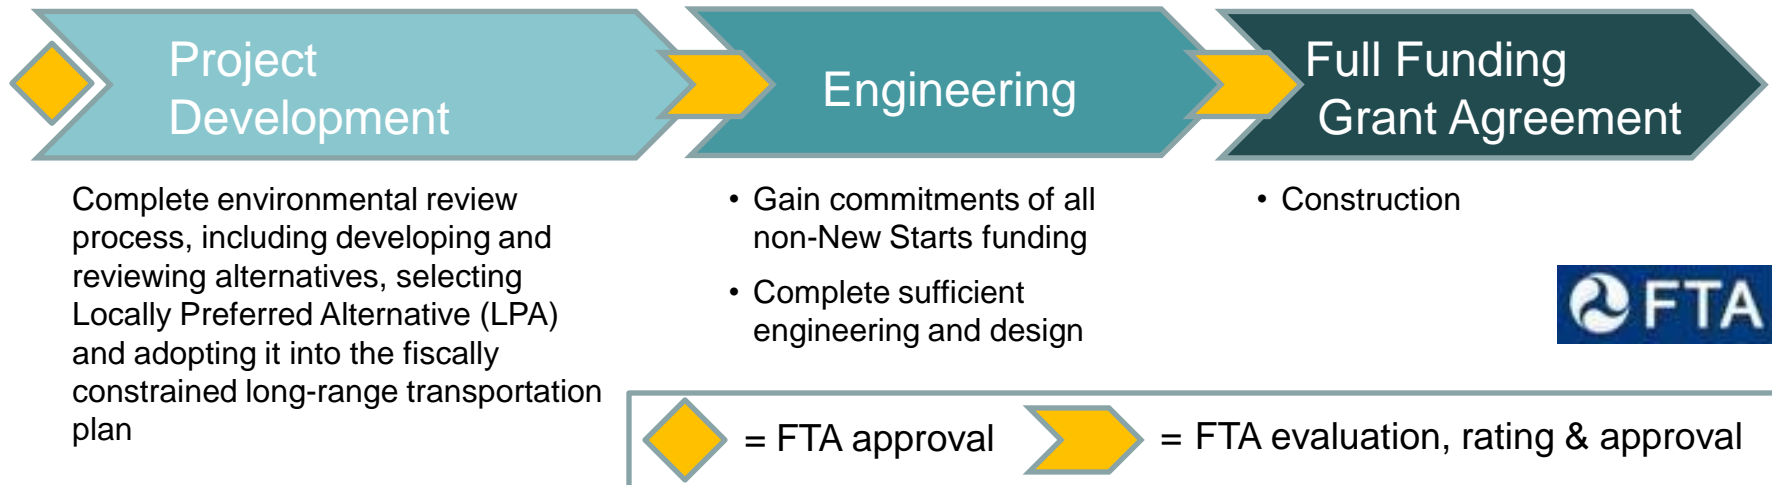 Project
Development
Engineering
Full Funding
Grant Agreement
Complete environmental review
process, including developing and
reviewing alternatives, selecting
Locally Preferred Alternative (LPA)
and adopting it into the fiscally
constrained long-range transportation
plan
• Gain commitments of all
non-New Starts funding
• Complete sufficient
engineering and design
• Construction
FTA
= FTA approval
= FTA evaluation, rating & approval